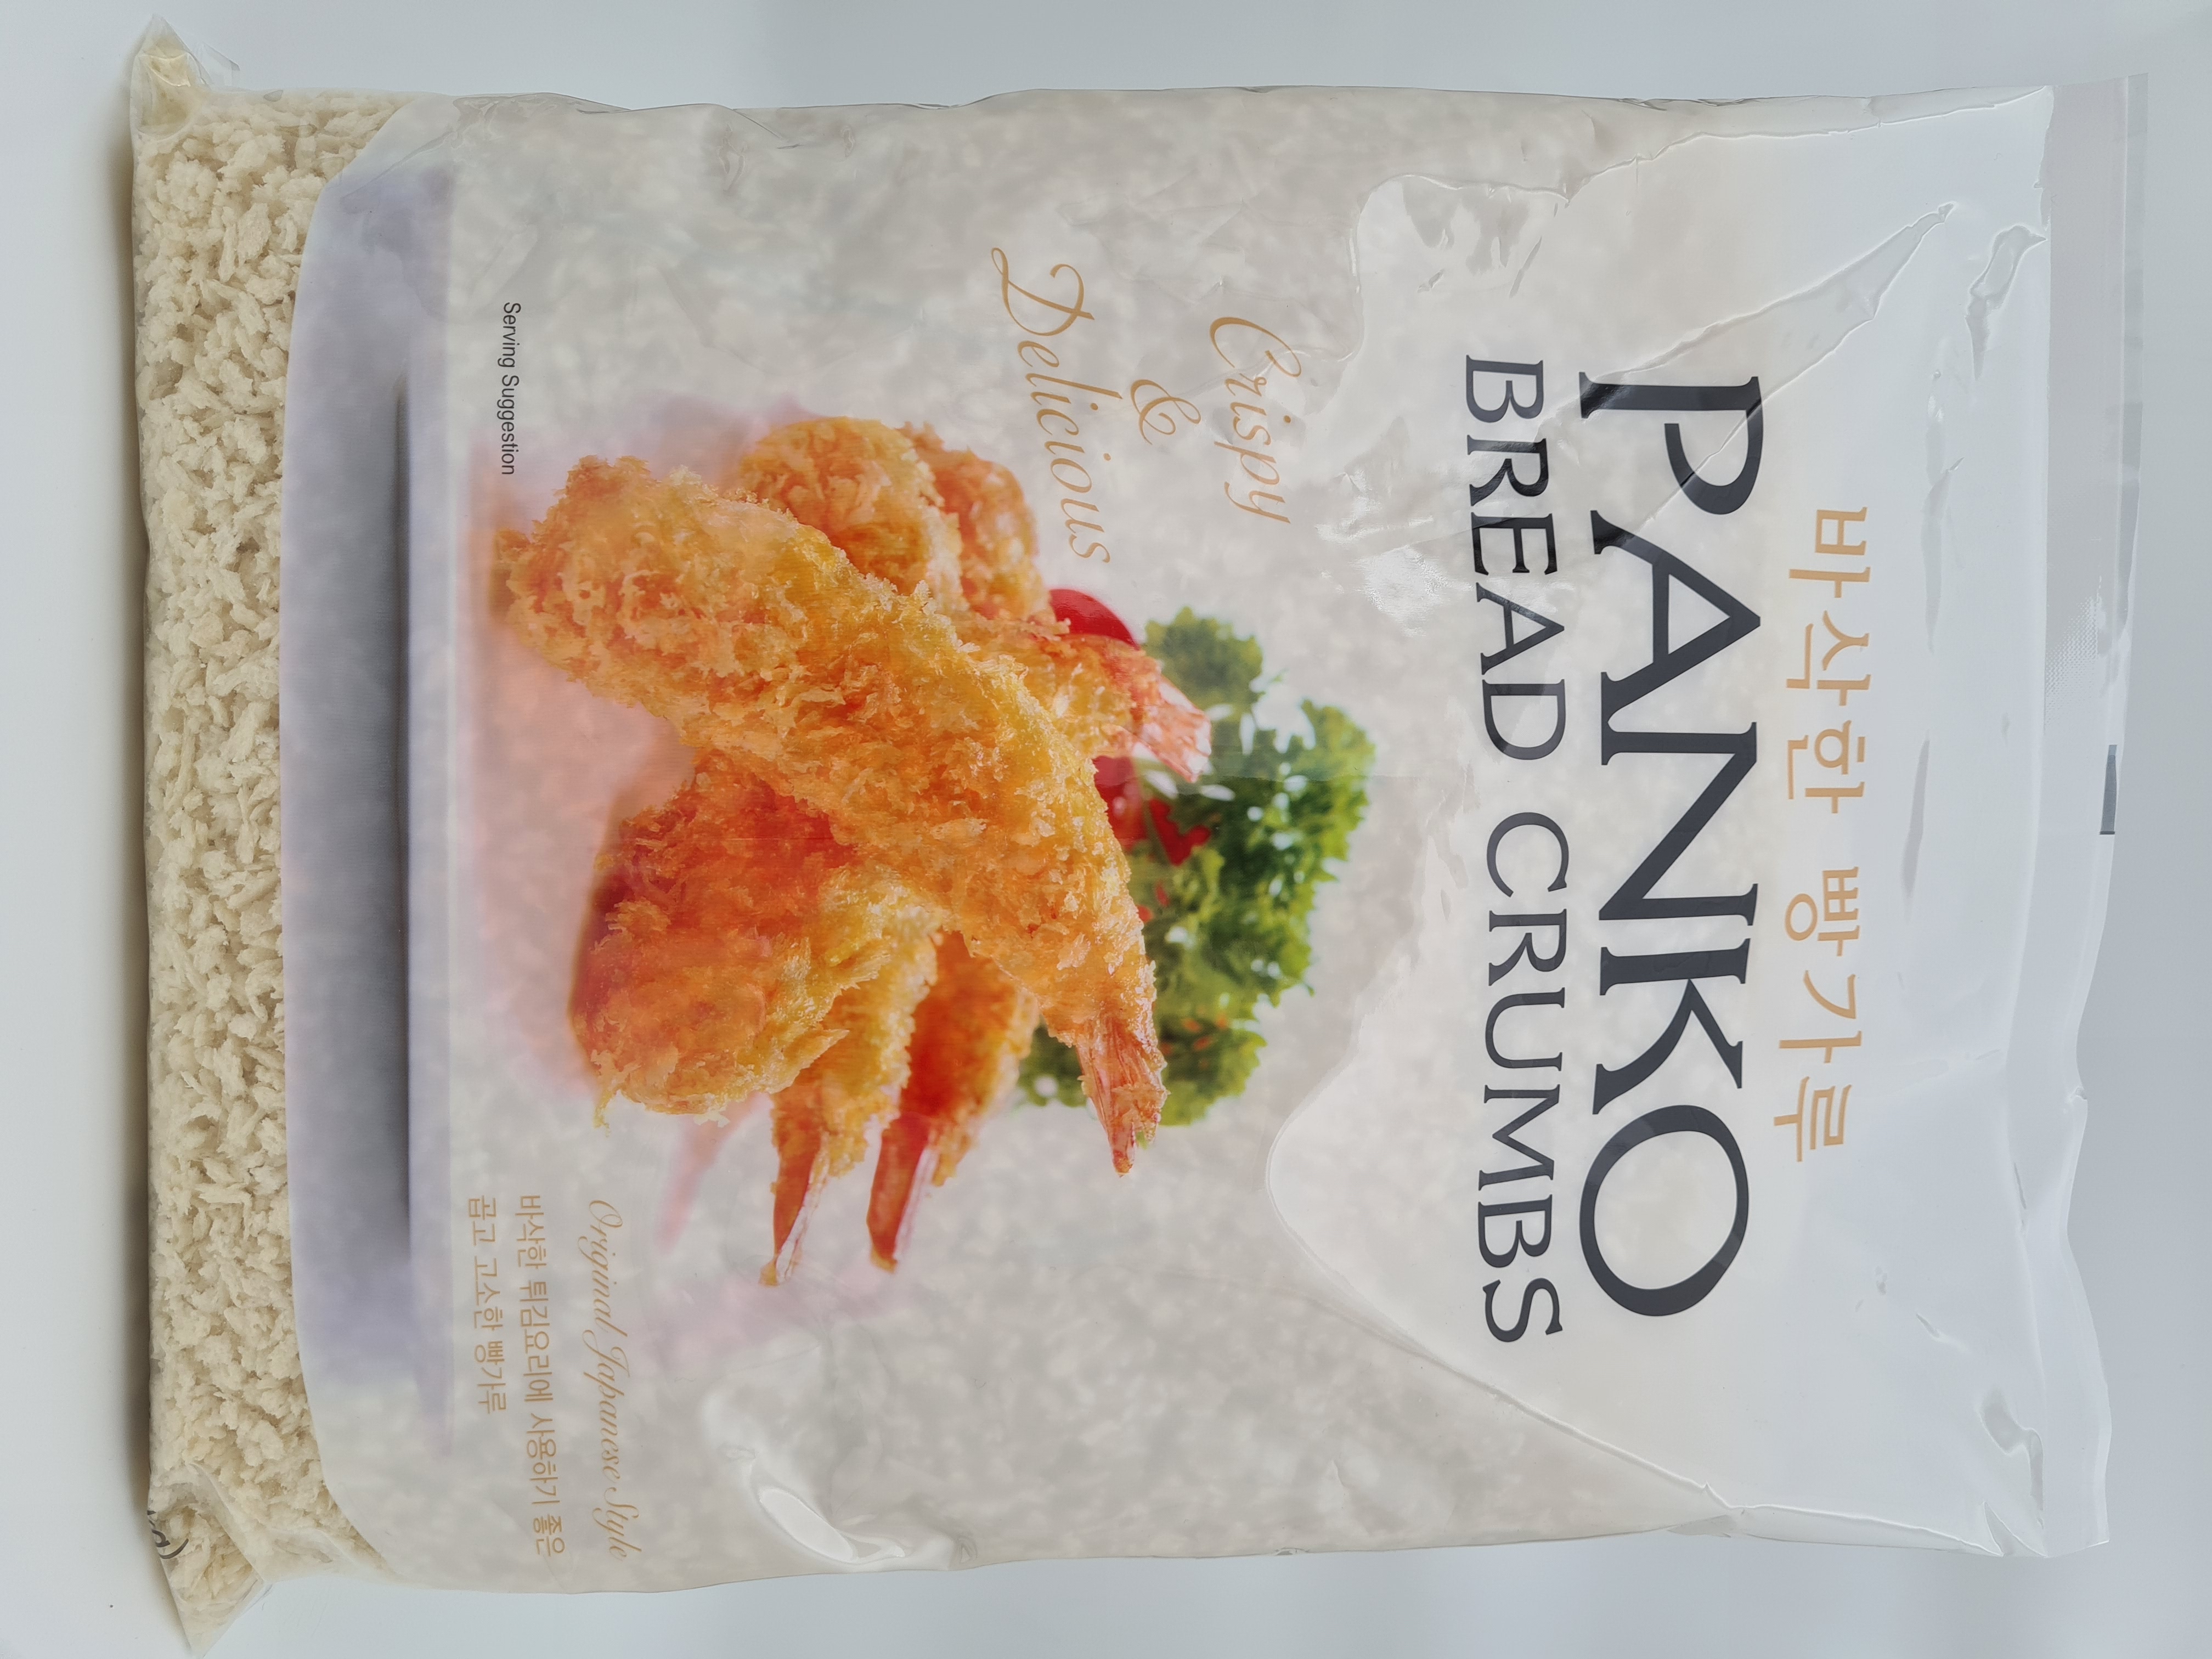 바삭한 빵가루
PANKO
BREAD CRUMBS
Crispy
&
Delicious
Original Japanese Style
바삭한 튀김요리에 사용하기 좋은
곱고 고소한 빵가루
Serving Suggestion